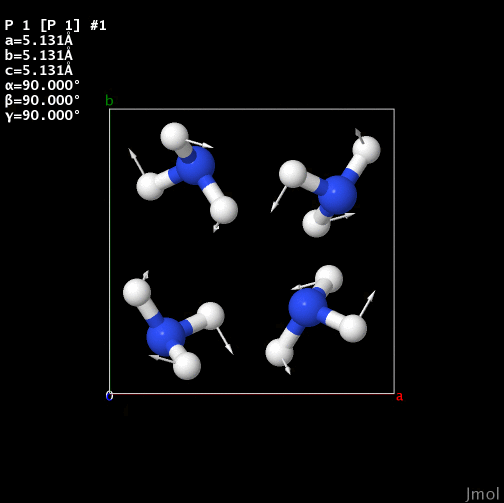 P 1 [P 1] #1
a=5.131Å
b=5.131Å
c=5.131Å
α=90.000°
β=90.000°
γ=90.000°
b
0
a
Jmol